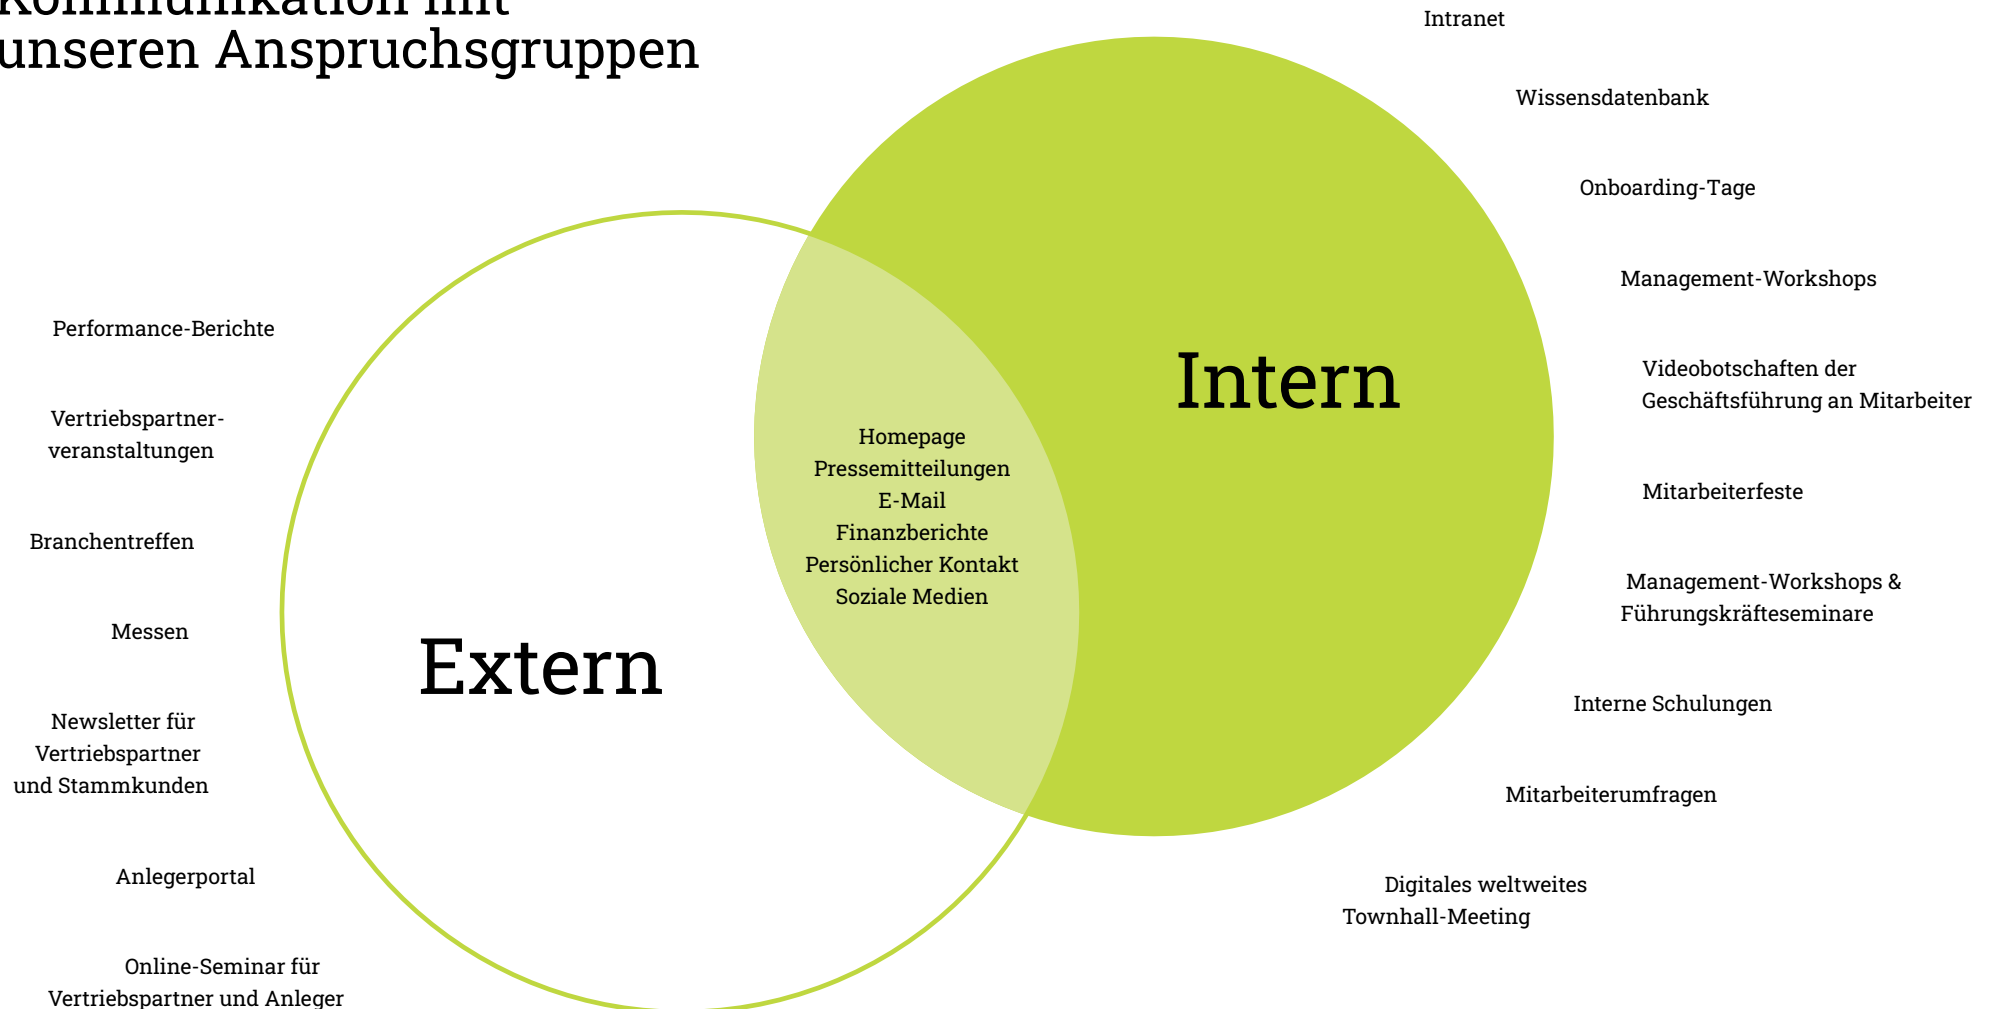 Kommunikation mit
unseren Anspruchsgruppen
Performance-Berichte
Vertriebspartner-
veranstaltungen
Branchentreffen
Messen
Newsletter für
Vertriebspartner
und Stammkunden
Anlegerportal
Online-Seminar für
Vertriebspartner und Anleger
Extern
Homepage
Pressemitteilungen
E-Mail
Finanzberichte
Persönlicher Kontakt
Soziale Medien
Intern
Intranet
Wissensdatenbank
Onboarding-Tage
Management-Workshops
Videobotschaften der
Geschäftsführung an Mitarbeiter
Mitarbeiterfeste
Management-Workshops &
Führungskräfteseminare
Interne Schulungen
Mitarbeiterumfragen
Digitales weltweites
Townhall-Meeting